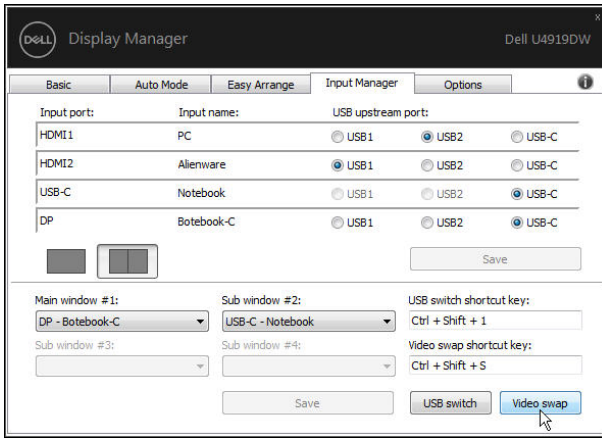 x
DELL Display Manager Dell U4919DW
Basic Auto Mode Easy Arrange Input Manager Options i
Input port: Input name: USB upstream port:
HDMI1 PC USB1 USB2 USB-C
HDMI2 Alienware USB1 USB2 USB-C
USB-C Notebook USB1 USB2 USB-C
DP Botebook-C USB1 USB2 USB-C
Save
Main window #1: Sub window #2: USB switch shortcut key:
DP - Botebook-C USB-C - Notebook Ctrl + Shift + 1
Sub window #3: Sub window #4: Video swap shortcut key:
Ctrl + Shift + S
Save USB switch Video swap